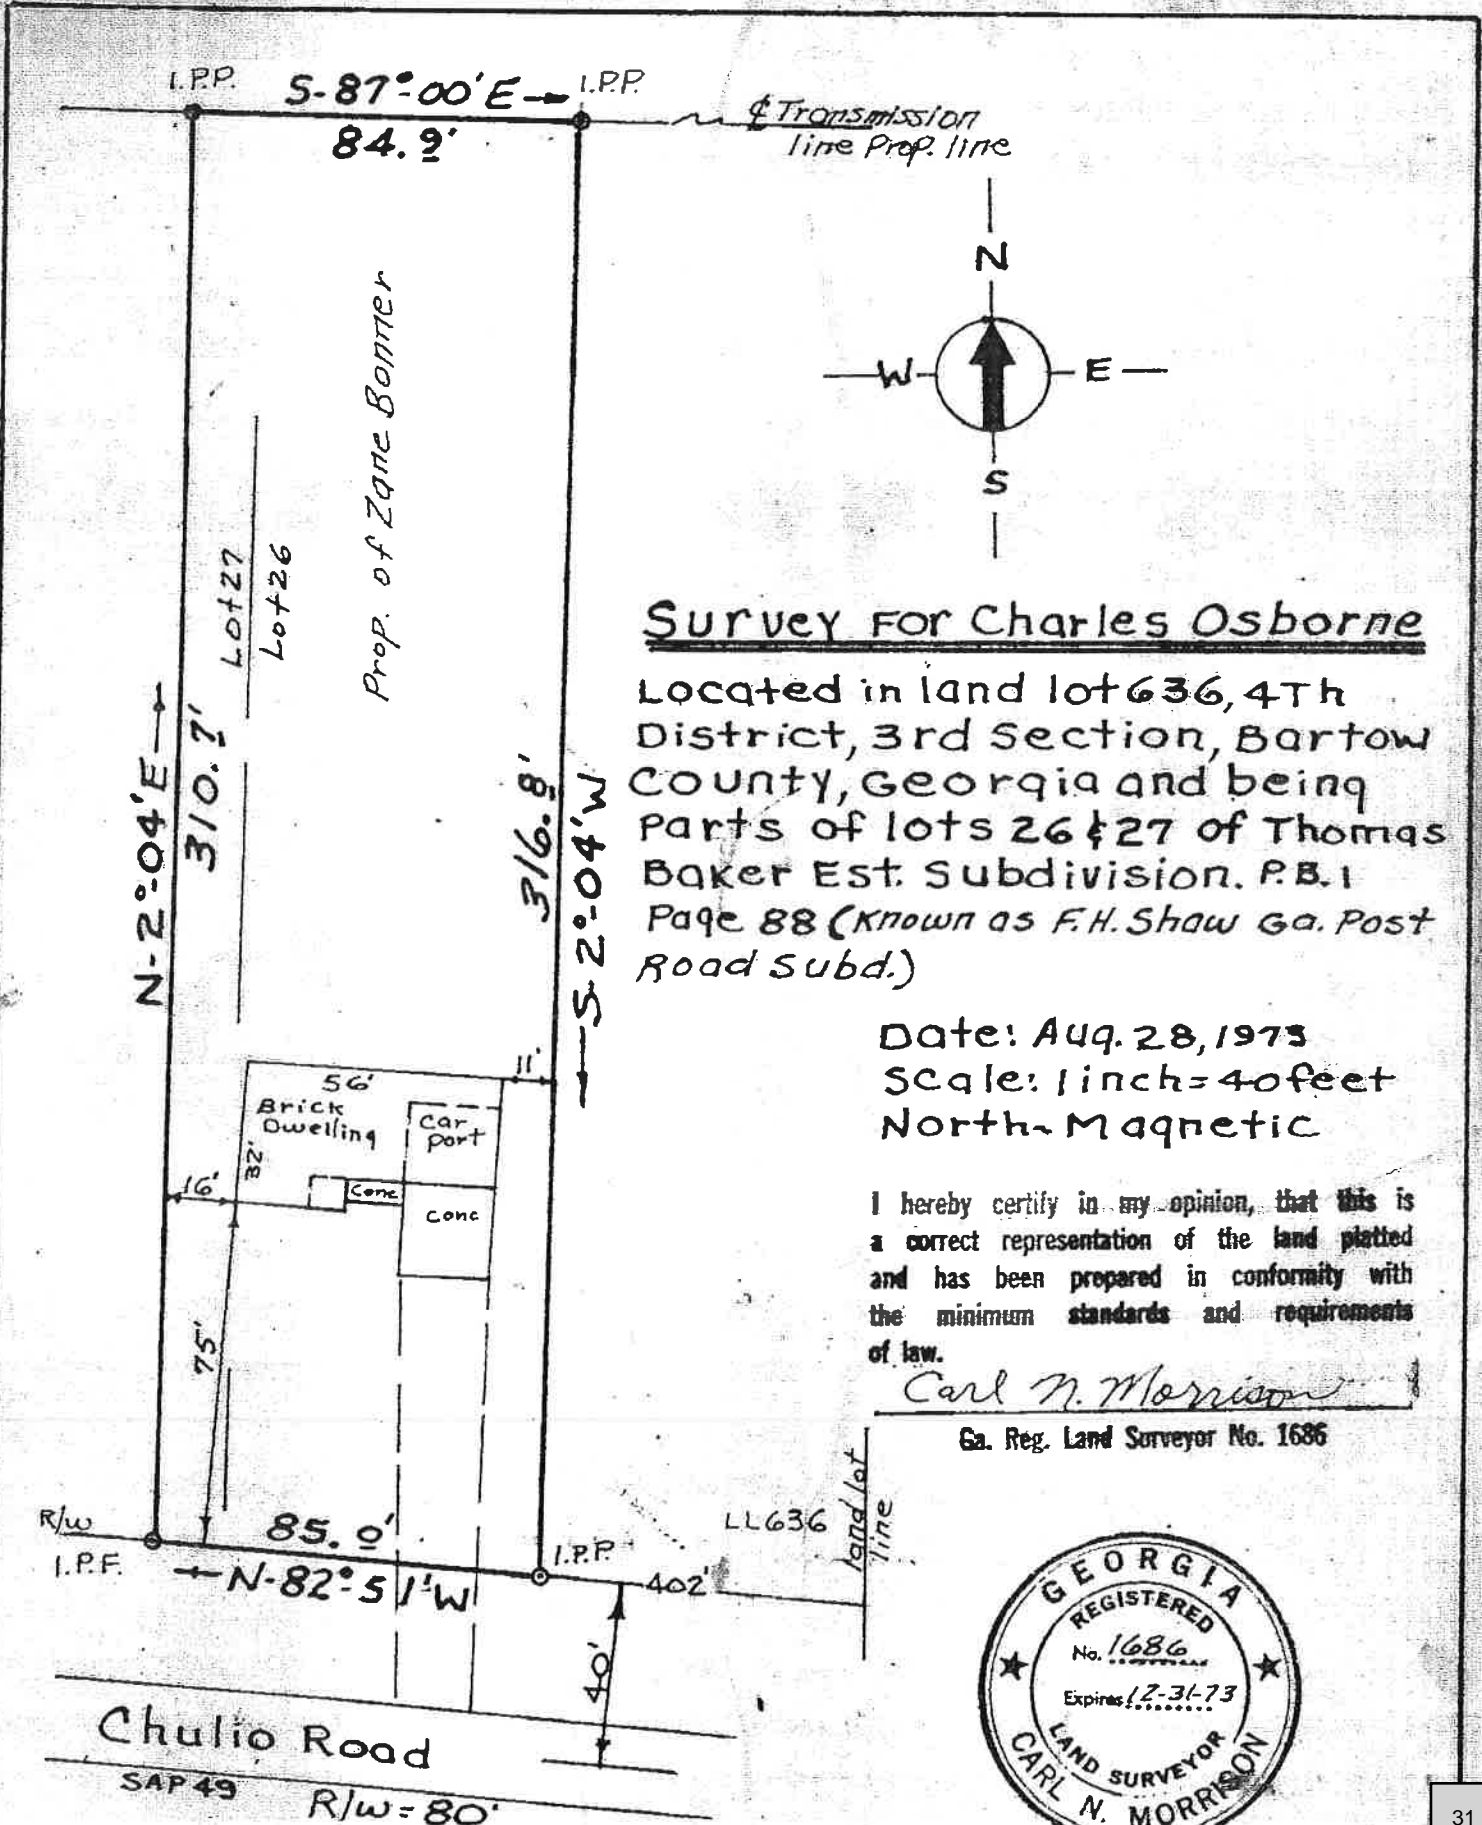 I.P.P.
S-87°-00'E
I.P.P.
84.9'
℄ Transmission
line Prop. line
N
W
E
S
Prop. of Zane Bonner
Lot 27
Lot 26
N-2°-04'E
310.7'
316.8'
S-2°-04'W
Survey For Charles Osborne
Located in land lot 636, 4Th
District, 3rd Section, Bartow
County, Georgia and being
Parts of lots 26 & 27 of Thomas
Baker Est. Subdivision. P.B.1
Page 88 (Known as F.H. Shaw Ga. Post
Road Subd.)
Date: Aug. 28, 1973
Scale: 1 inch = 40 feet
North - Magnetic
56'
11'
Brick
Dwelling
Car
port
32'
16'
Conc
Conc
75'
I hereby certify in my opinion, that this is
a correct representation of the land platted
and has been prepared in conformity with
the minimum standards and requirements
of law.
Carl N. Morrison
Ga. Reg. Land Surveyor No. 1686
R/W
I.P.F.
85.0'
N-82°-51'W
I.P.P.
402'
LL636
land lot
line
40'
Chulio Road
SAP 49
R/W = 80'
GEORGIA
REGISTERED
No. 1686
Expires 12-31-73
LAND SURVEYOR
CARL N. MORRISON
31